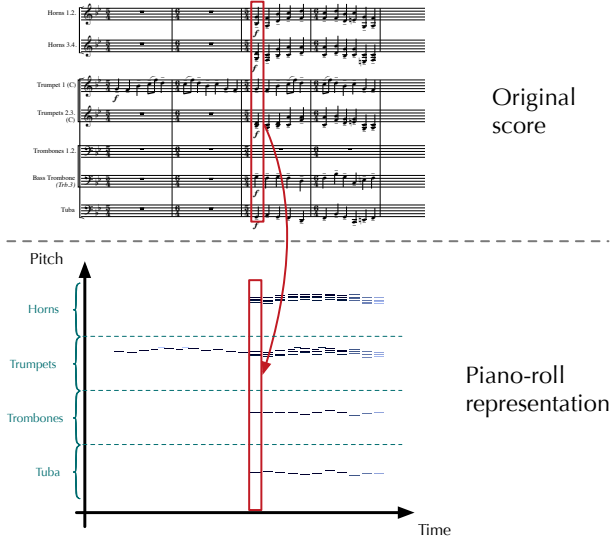 Horns 1.2.
Horns 3.4.
Trumpet 1 (C)
f
Trumpets 2.3.
(C)
Trombones 1.2.
Bass Trombone
(Trb.3)
Tuba
f
f
f
f
f
f
Original
score
Pitch
Horns
Trumpets
Trombones
Tuba
Piano-roll
representation
Time